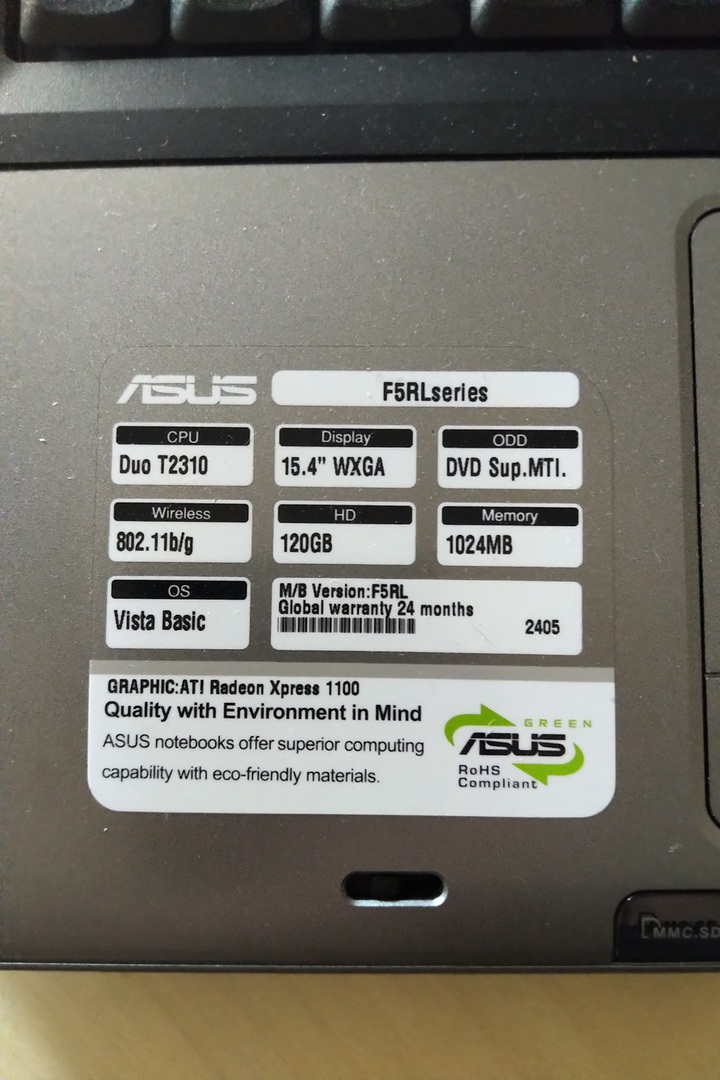 ASUS
F5RLseries
CPU
Display
ODD
Duo T2310
15.4" WXGA
DVD Sup.MTI.
Wireless
HD
Memory
802.11b/g
120GB
1024MB
OS
Vista Basic
M/B Version:F5RL
Global warranty 24 months
2405
GRAPHIC:ATI Radeon Xpress 1100
Quality with Environment in Mind
ASUS notebooks offer superior computing
capability with eco-friendly materials.
GREEN
ASUS
RoHS
Compliant
MMC.SD